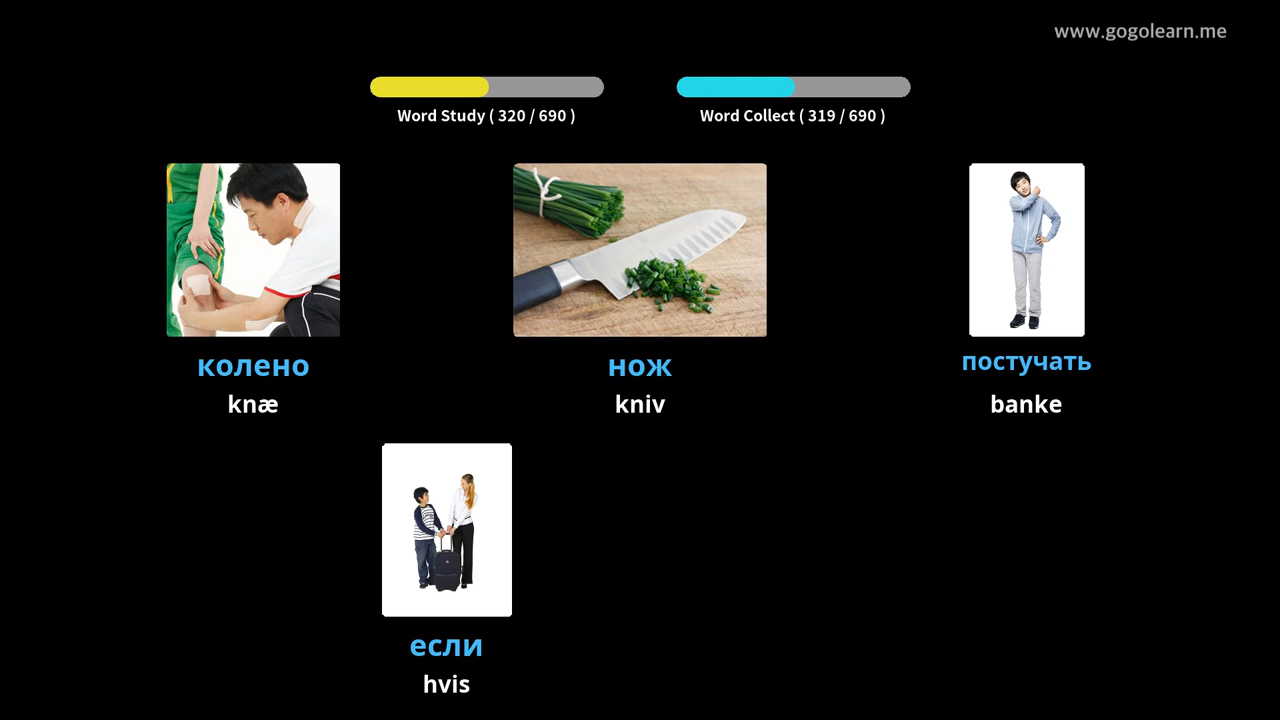 www.gogolearn.me
Word Study ( 320 / 690 )
Word Collect ( 319 / 690 )
колено
нож
постучать
knæ
kniv
banke
если
hvis